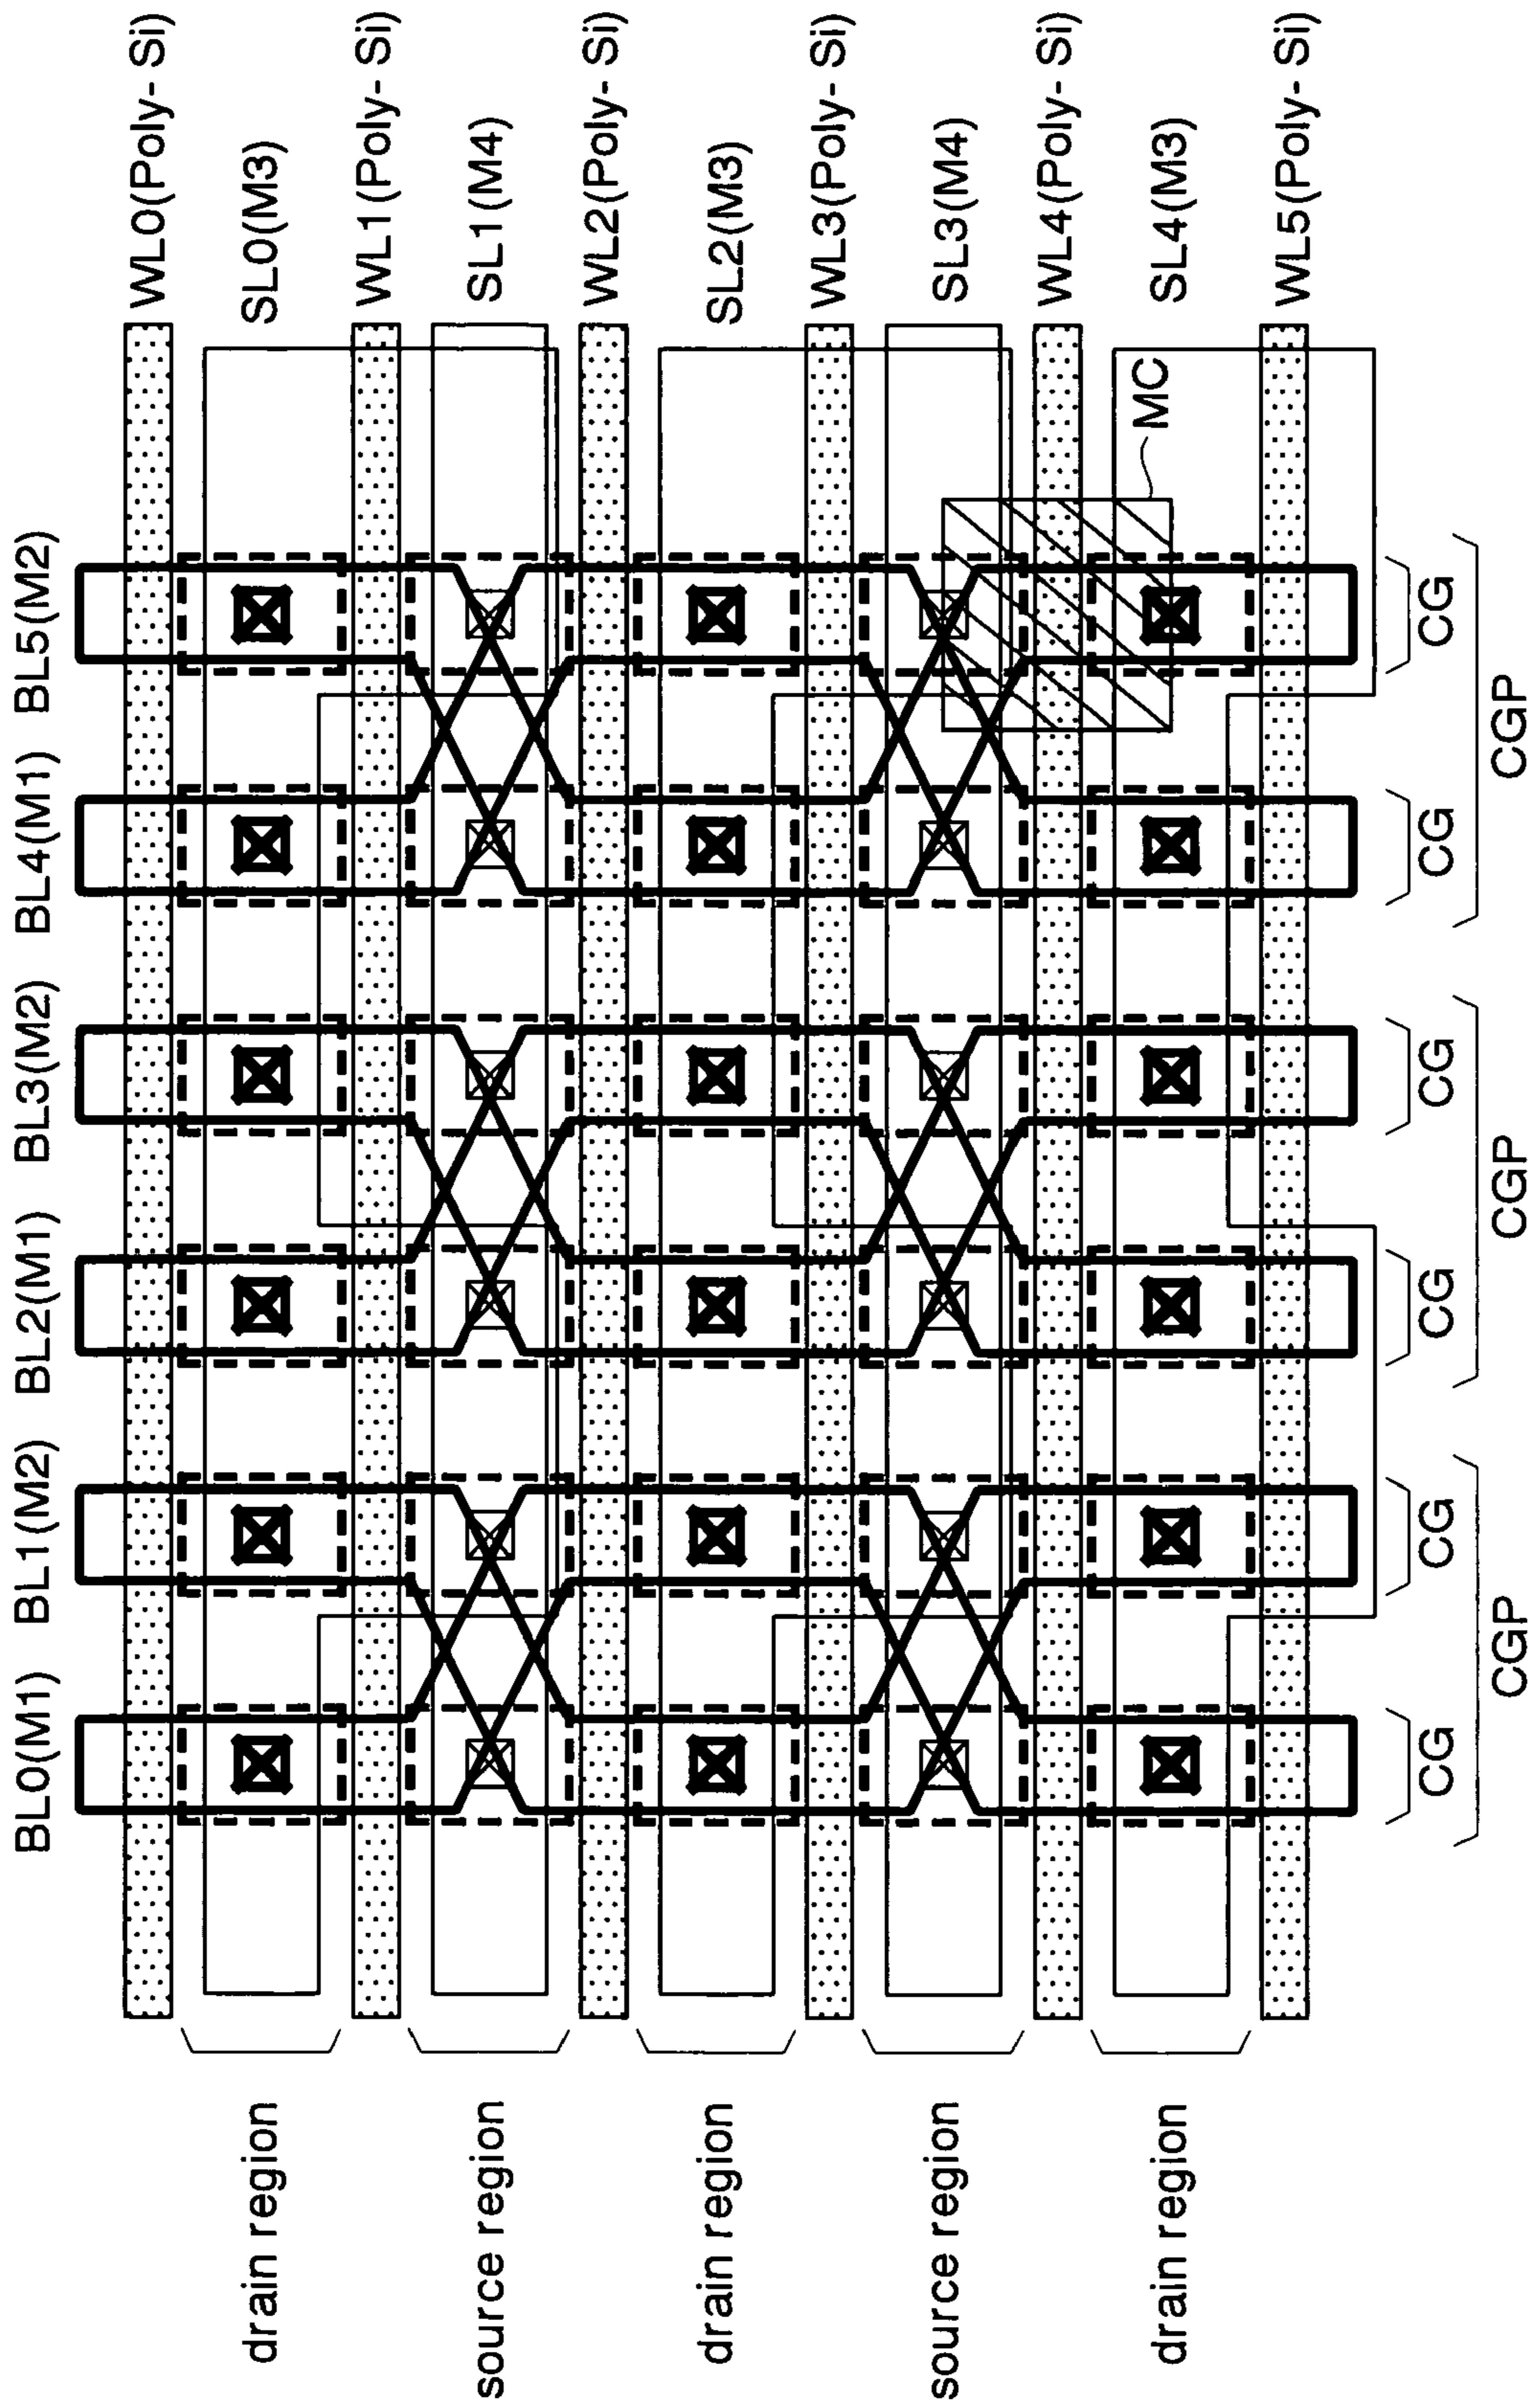 BL0(M1) BL1(M2) BL2(M1) BL3(M2) BL4(M1) BL5(M2)
WL0(Poly- Si)
drain region
SL0(M3)
WL1(Poly- Si)
source region
SL1(M4)
WL2(Poly- Si)
drain region
SL2(M3)
WL3(Poly- Si)
source region
SL3(M4)
WL4(Poly- Si)
drain region
SL4(M3)
MC
WL5(Poly- Si)
CG CG CG CG CG CG
CGP CGP CGP